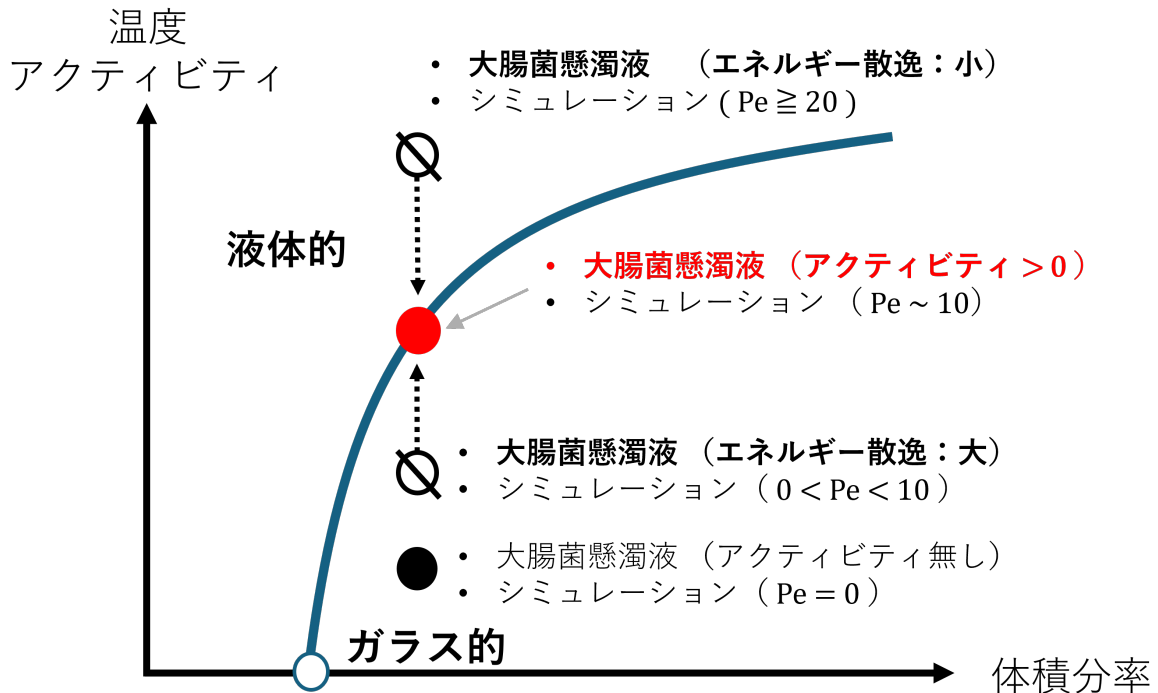 温度
アクティビティ
• 大腸菌懸濁液 （エネルギー散逸：小）
• シミュレーション ( Pe ≧ 20 )
液体的
• 大腸菌懸濁液 （アクティビティ > 0 ）
• シミュレーション （ Pe ~ 10）
• 大腸菌懸濁液 （エネルギー散逸：大）
• シミュレーション（ 0 < Pe < 10 ）
• 大腸菌懸濁液 （アクティビティ無し）
• シミュレーション（ Pe = 0 ）
ガラス的
体積分率